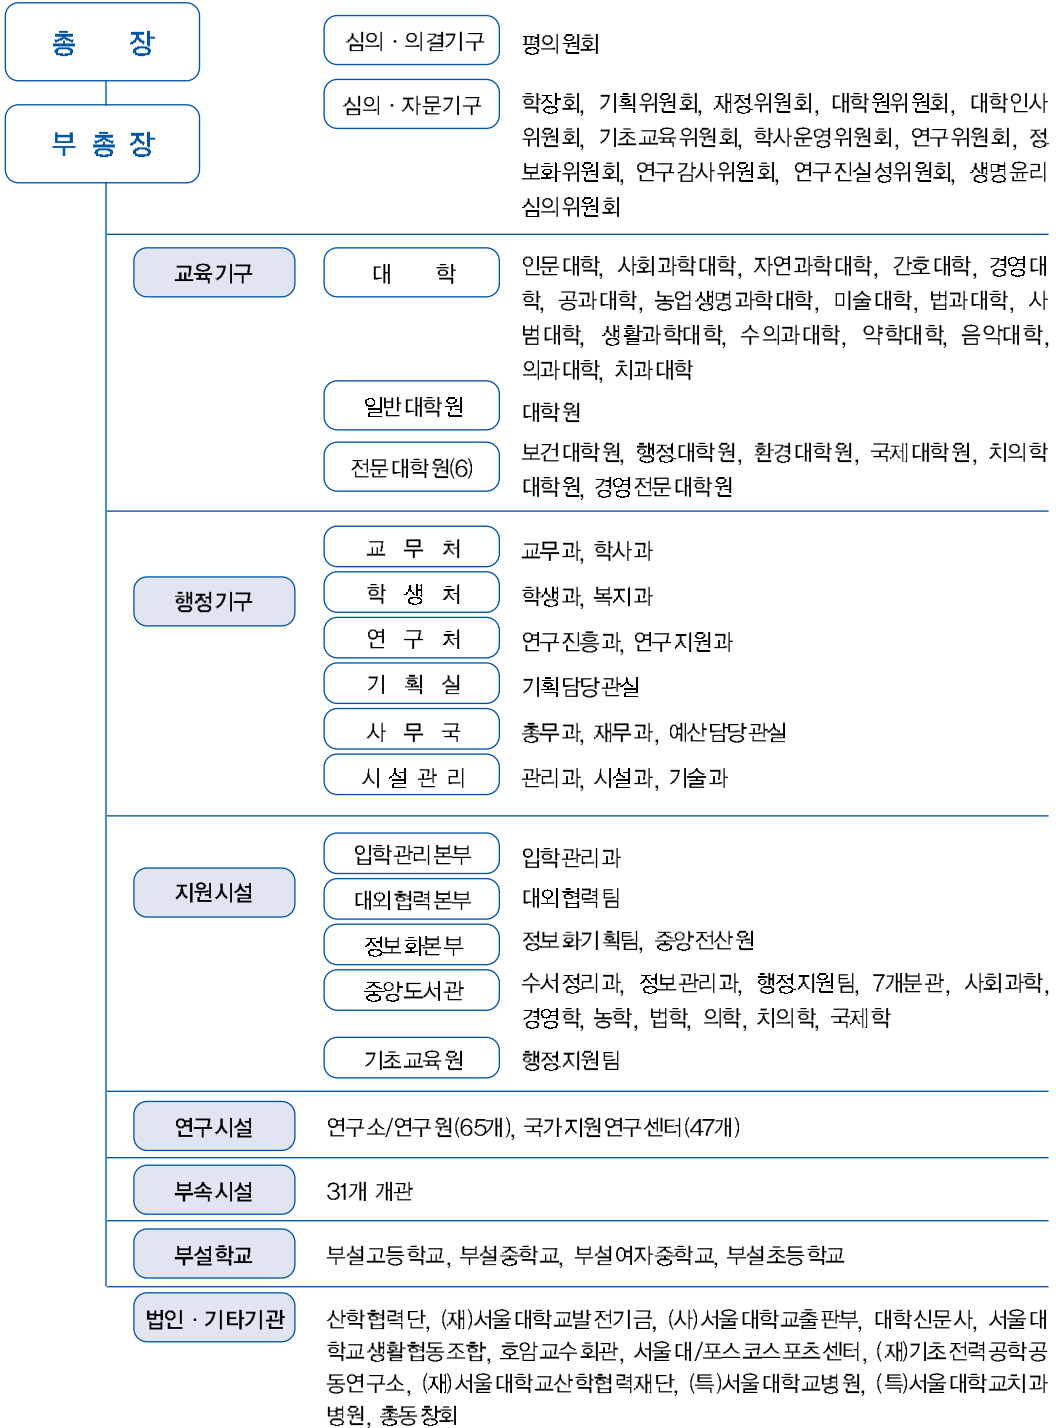 총 장
부 총 장
심의 · 의결기구
평의원회
심의 · 자문기구
학장회, 기획위원회, 재정위원회, 대학원위원회, 대학인사
위원회, 기초교육위원회, 학사운영위원회, 연구위원회, 정
보화위원회, 연구감사위원회, 연구진실성위원회, 생명윤리
심의위원회
교육기구
대 학
인문대학, 사회과학대학, 자연과학대학, 간호대학, 경영대
학, 공과대학, 농업생명과학대학, 미술대학, 법과대학, 사
범대학, 생활과학대학, 수의과대학, 약학대학, 음악대학,
의과대학, 치과대학
일반대학원
대학원
전문대학원(6)
보건대학원, 행정대학원, 환경대학원, 국제대학원, 치의학
대학원, 경영전문대학원
행정기구
교 무 처
교무과, 학사과
학 생 처
학생과, 복지과
연 구 처
연구진흥과, 연구지원과
기 획 실
기획담당관실
사 무 국
총무과, 재무과, 예산담당관실
시설관리
관리과, 시설과, 기술과
지원시설
입학관리본부
입학관리과
대외협력본부
대외협력팀
정보화본부
정보화기획팀, 중앙전산원
중앙도서관
수서정리과, 정보관리과, 행정지원팀, 7개분관, 사회과학,
경영학, 농학, 법학, 의학, 치의학, 국제학
기초교육원
행정지원팀
연구시설
연구소/연구원(65개), 국가지원연구센터(47개)
부속시설
31개 개관
부설학교
부설고등학교, 부설중학교, 부설여자중학교, 부설초등학교
법인 · 기타기관
산학협력단, (재)서울대학교발전기금, (사)서울대학교출판부, 대학신문사, 서울대
학교생활협동조합, 호암교수회관, 서울대/포스코스포츠센터, (재)기초전력공학공
동연구소, (재)서울대학교산학협력재단, (특)서울대학교병원, (특)서울대학교치과
병원, 총동창회